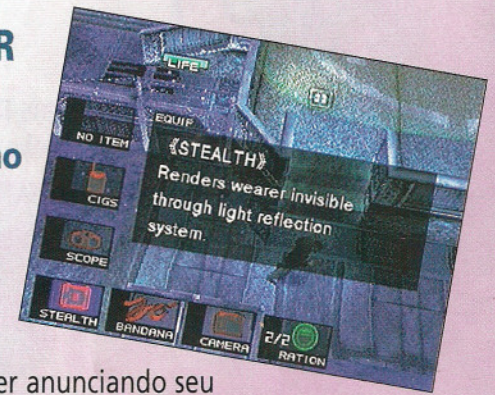 R
no
LIFE
EQUIP
NO ITEM
CIGS
SCOPE
STEALTH
BANDANA
CAMERA
2/2
RATION
《STEALTH》
Renders wearer invisible
through light reflection
system.
er anunciando seu